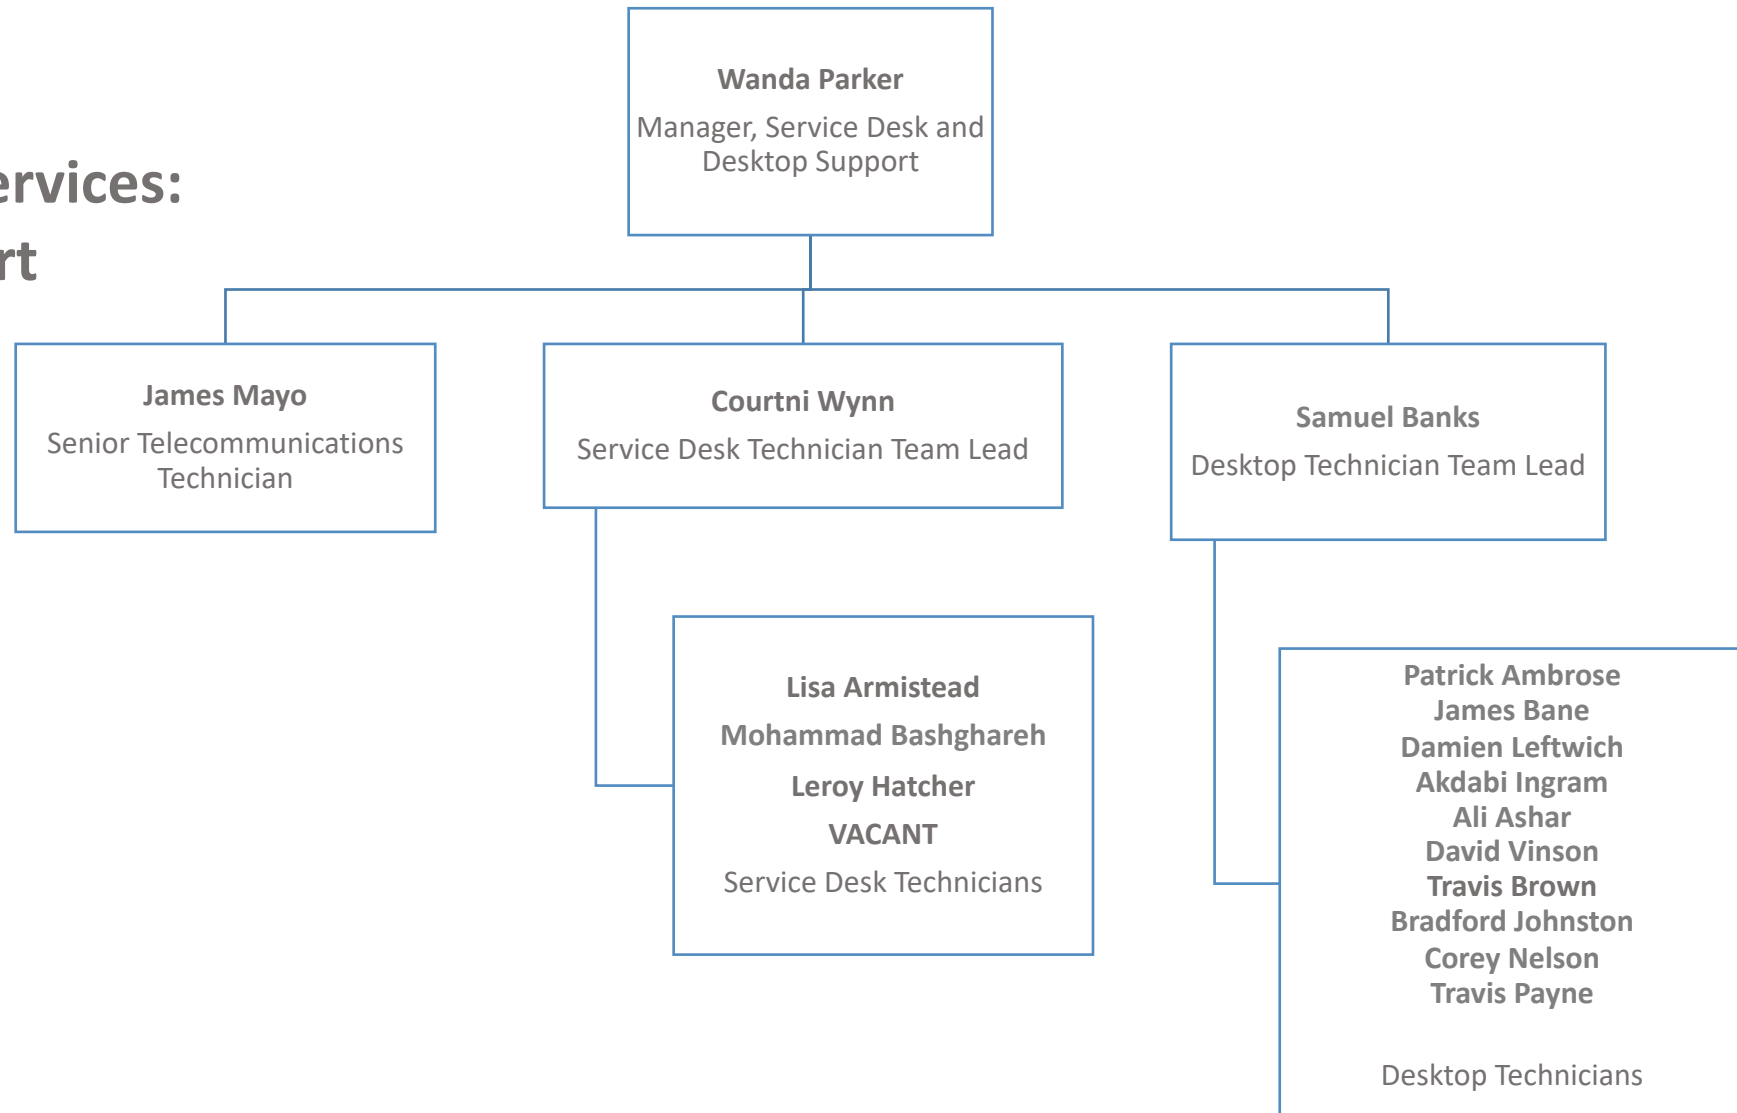 Wanda Parker
Manager, Service Desk and
Desktop Support
ervices:
rt
James Mayo
Senior Telecommunications
Technician
Courtni Wynn
Service Desk Technician Team Lead
Samuel Banks
Desktop Technician Team Lead
Lisa Armistead
Mohammad Bashghareh
Leroy Hatcher
VACANT
Service Desk Technicians
Patrick Ambrose
James Bane
Damien Leftwich
Akdabi Ingram
Ali Ashar
David Vinson
Travis Brown
Bradford Johnston
Corey Nelson
Travis Payne
Desktop Technicians